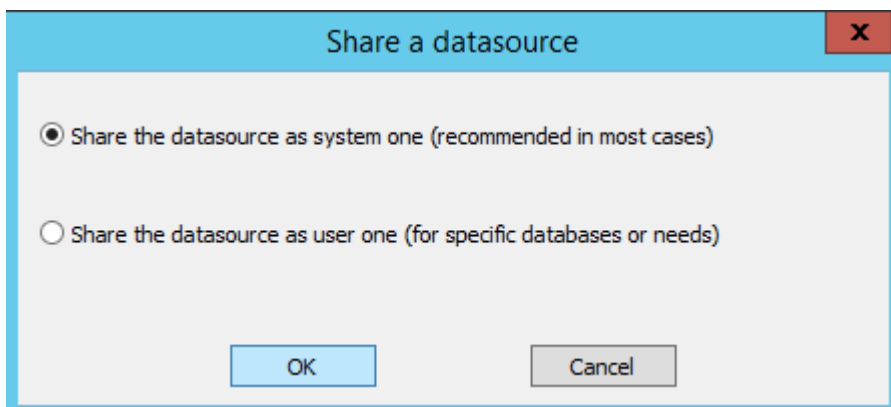 Share a datasource
x
Share the datasource as system one (recommended in most cases)
Share the datasource as user one (for specific databases or needs)
OK Cancel